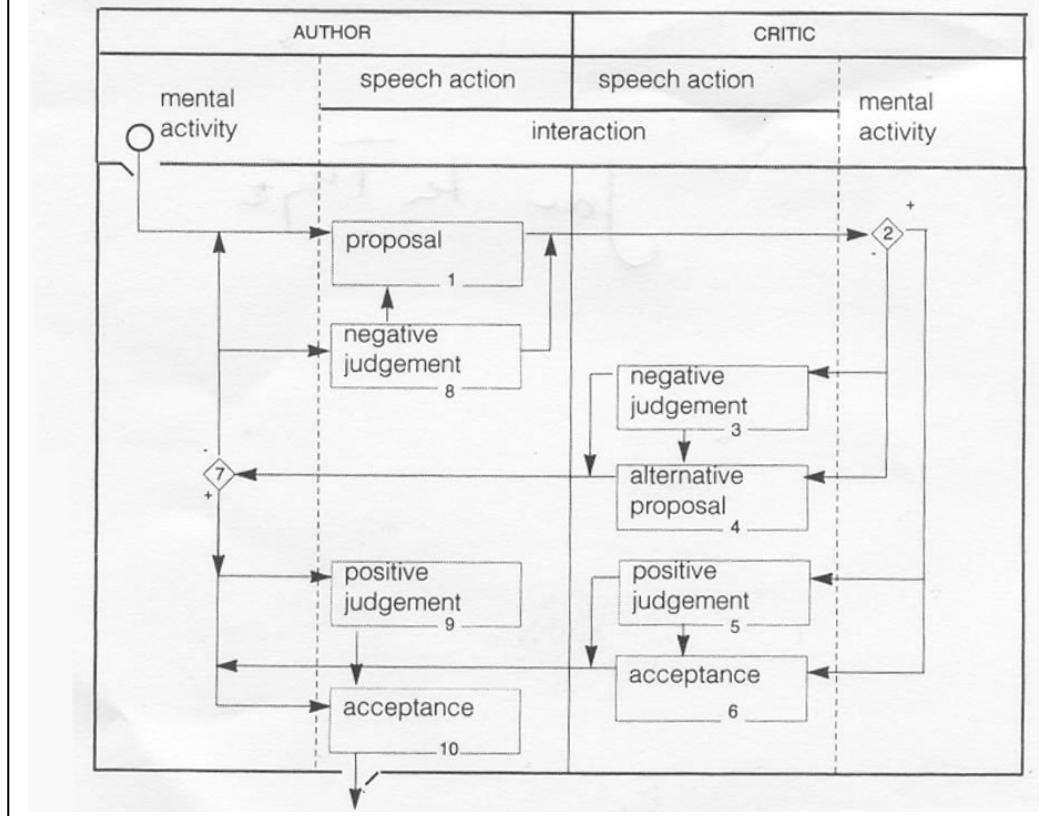 AUTHOR
CRITIC
speech action
speech action
mental
activity
mental
activity
interaction
+
proposal
2
1
-
negative
judgement
8
negative
judgement
3
-
7
+
alternative
proposal
4
positive
judgement
9
positive
judgement
5
acceptance
6
acceptance
10